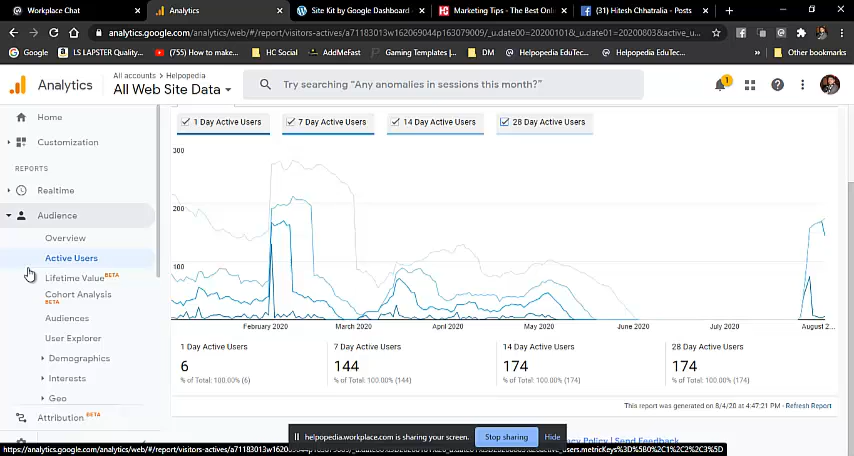 Workplace Chat
Analytics
WordPress Site Kit by Google Dashboard
Marketing Tips - The Best Onli
(31) Hitesh Chhatralia - Posts
analytics.google.com/analytics/web/#/report/visitors-actives/a71183013w162069044p163079009/_u.date00=20200101&_u.date01=20200803&active_u...
Google
LS LAPSTER Quality...
(755) How to make...
HC Social
AddMeFast
Gaming Templates |...
DM
Helpopedia EduTec...
Helpopedia EduTec...
Other bookmarks
Analytics
All accounts > Helpopedia
All Web Site Data
Try searching "Any anomalies in sessions this month?"
1
Home
Customization
REPORTS
Realtime
Audience
Overview
Active Users
Lifetime Value BETA
Cohort Analysis
BETA
Audiences
User Explorer
Demographics
Interests
Geo
Attribution BETA
1 Day Active Users
7 Day Active Users
14 Day Active Users
28 Day Active Users
300
200
100
February 2020
March 2020
April 2020
May 2020
June 2020
July 2020
August 2...
1 Day Active Users
6
% of Total: 100.00% (6)
7 Day Active Users
144
% of Total: 100.00% (144)
14 Day Active Users
174
% of Total: 100.00% (174)
28 Day Active Users
174
% of Total: 100.00% (174)
This report was generated on 8/4/20 at 4:47:21 PM - Refresh Report
helpopedia.workplace.com is sharing your screen.
Stop sharing
Hide
Policy | Send Feedback